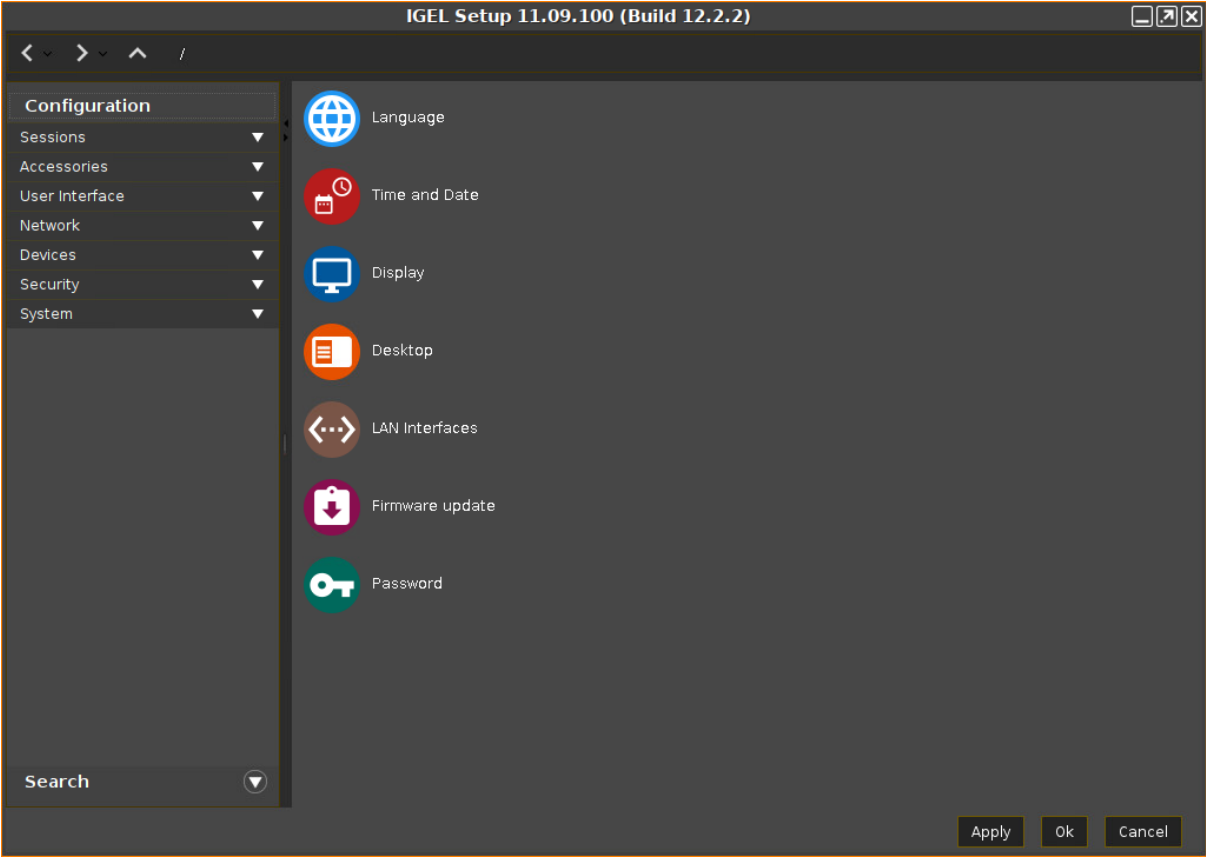 IGEL Setup 11.09.100 (Build 12.2.2)
/
Configuration
Sessions
Accessories
User Interface
Network
Devices
Security
System
Search
Language
Time and Date
Display
Desktop
LAN Interfaces
Firmware update
Password
Apply
Ok
Cancel